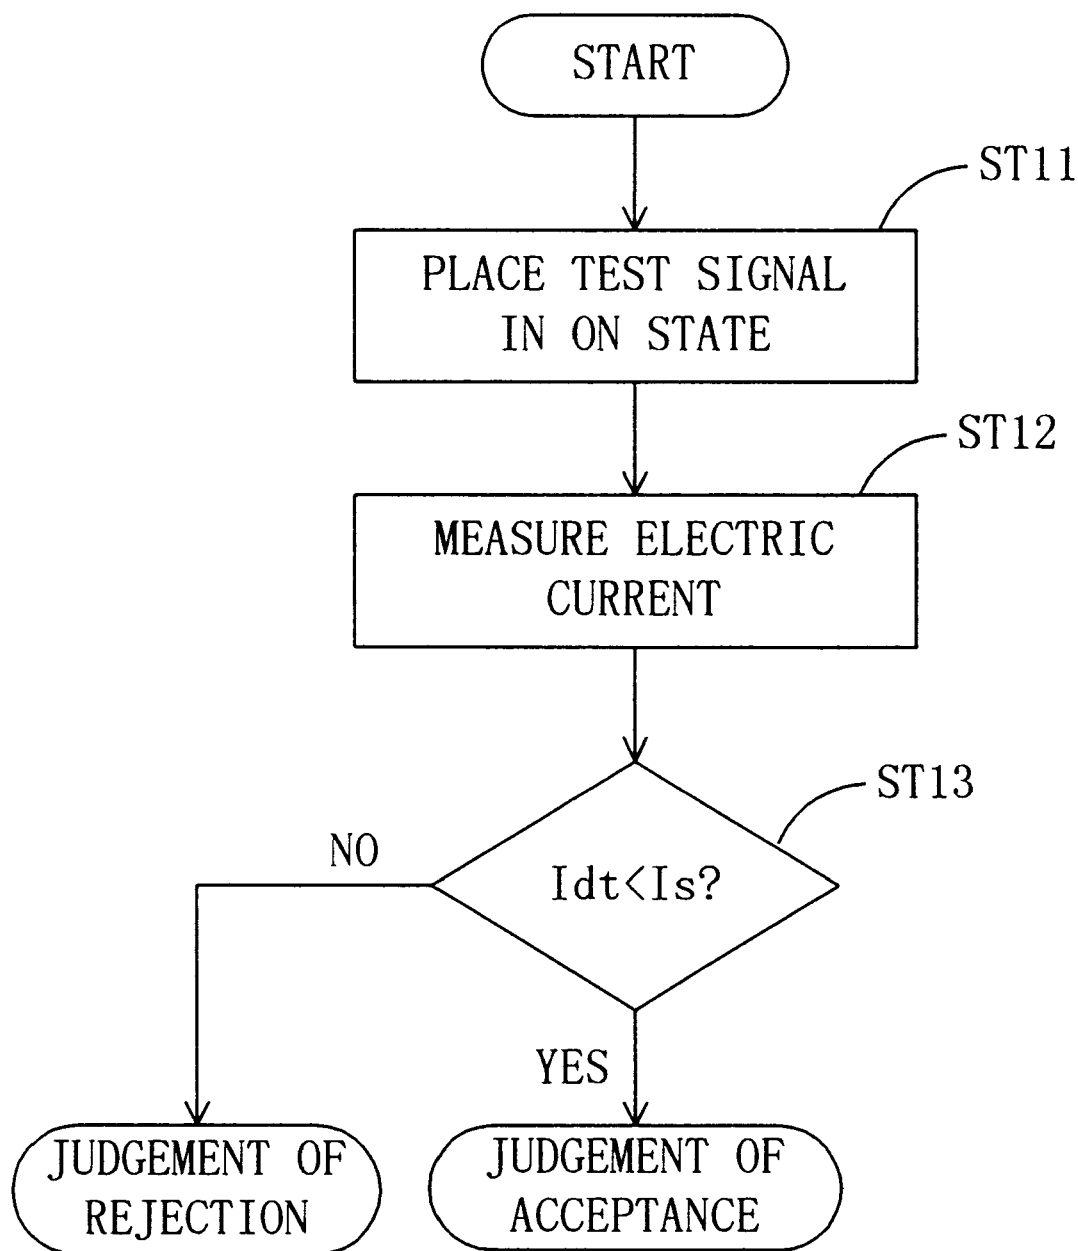 START
ST11
PLACE TEST SIGNAL
IN ON STATE
ST12
MEASURE ELECTRIC
CURRENT
ST13
NO
Idt<Is?
YES
JUDGEMENT OF
REJECTION
JUDGEMENT OF
ACCEPTANCE